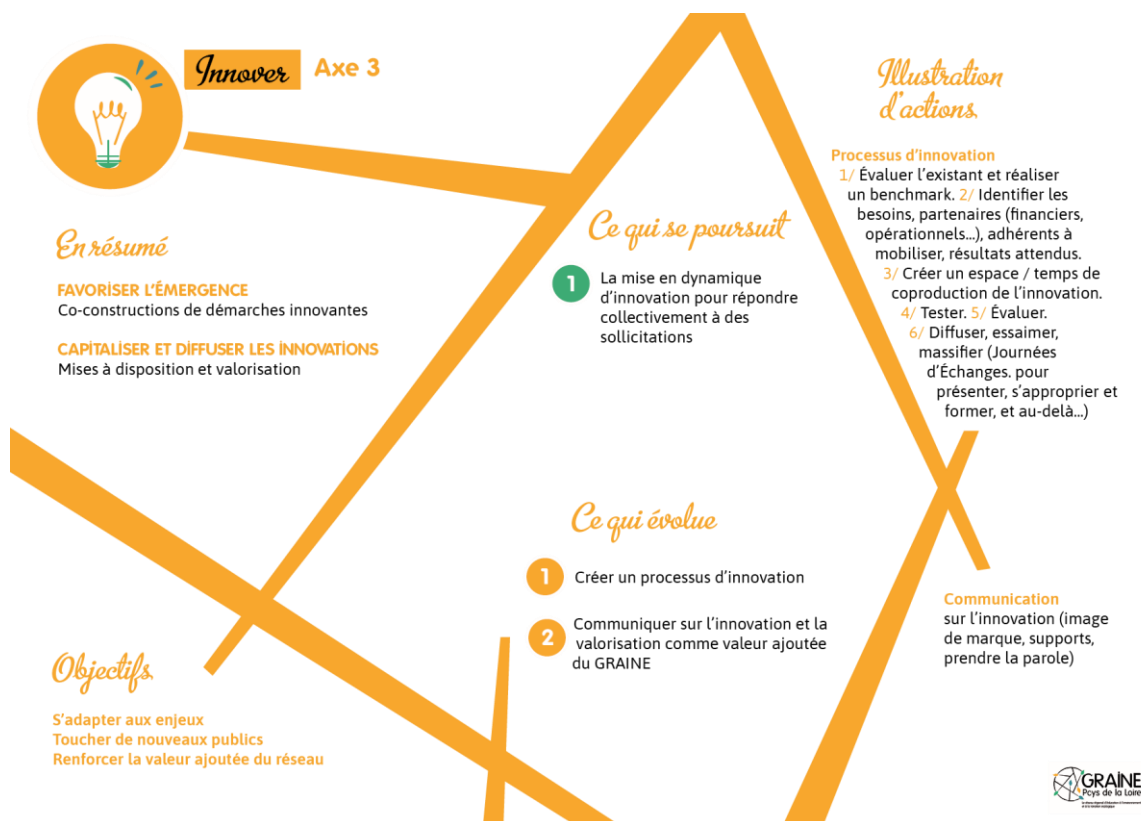 Innover Axe 3
En résumé
FAVORISER L'ÉMERGENCE
Co-constructions de démarches innovantes
CAPITALISER ET DIFFUSER LES INNOVATIONS
Mises à disposition et valorisation
Objectifs
S'adapter aux enjeux
Toucher de nouveaux publics
Renforcer la valeur ajoutée du réseau
Ce qui se poursuit
1 La mise en dynamique
d'innovation pour répondre
collectivement à des
sollicitations
Ce qui évolue
1 Créer un processus d'innovation
2 Communiquer sur l'innovation et la
valorisation comme valeur ajoutée
du GRAINE
Illustration
d'actions
Processus d'innovation
1/ Évaluer l'existant et réaliser
un benchmark. 2/ Identifier les
besoins, partenaires (financiers,
opérationnels...), adhérents à
mobiliser, résultats attendus.
3/ Créer un espace / temps de
coproduction de l'innovation.
4/ Tester. 5/ Évaluer.
6/ Diffuser, essaimer,
massifier (Journées
d'Échanges. pour
présenter, s'approprier et
former, et au-delà...)
Communication
sur l'innovation (image
de marque, supports,
prendre la parole)
GRAINE
Pays de la Loire